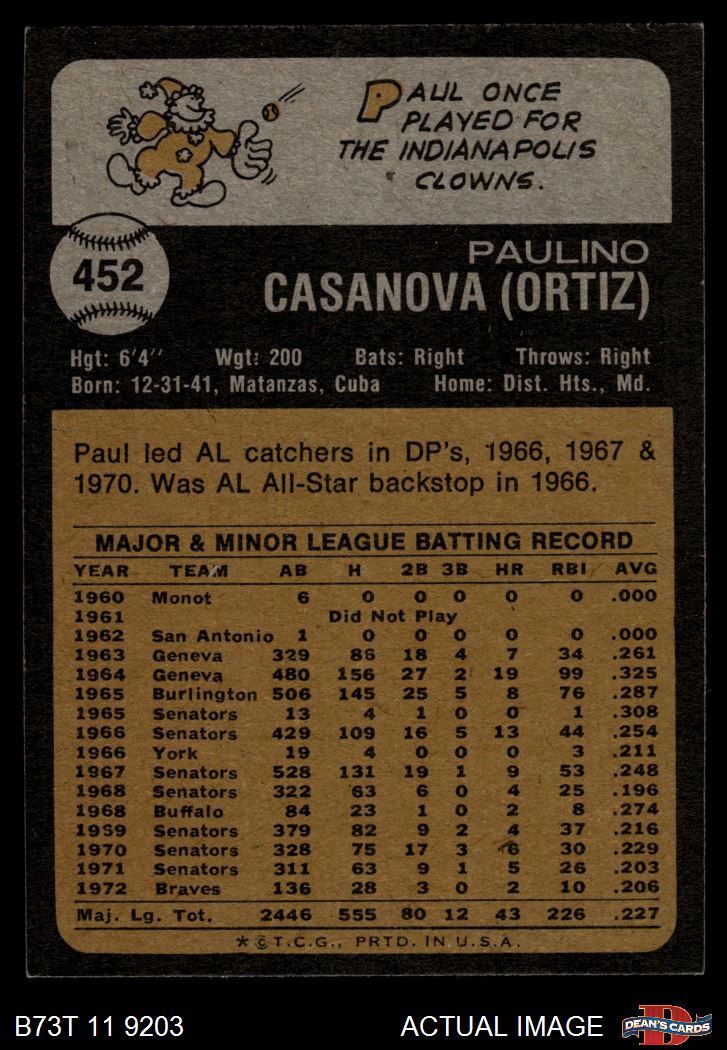 PAUL ONCE
PLAYED FOR
THE INDIANAPOLIS
CLOWNS.
452
PAULINO
CASANOVA (ORTIZ)
Hgt: 6'4" Wgt: 200 Bats: Right Throws: Right
Born: 12-31-41, Matanzas, Cuba Home: Dist. Hts., Md.
Paul led AL catchers in DP's, 1966, 1967 &
1970. Was AL All-Star backstop in 1966.
MAJOR & MINOR LEAGUE BATTING RECORD
YEAR TEAM AB H 2B 3B HR RBI AVG
1960 Monot 6 0 0 0 0 0 .000
1961 Did Not Play
1962 San Antonio 1 0 0 0 0 0 .000
1963 Geneva 329 86 18 4 7 34 .261
1964 Geneva 480 156 27 2 19 99 .325
1965 Burlington 506 145 25 5 8 76 .287
1965 Senators 13 4 1 0 0 1 .308
1966 Senators 429 109 16 5 13 44 .254
1966 York 19 4 0 0 0 3 .211
1967 Senators 528 131 19 1 9 53 .248
1968 Senators 322 63 6 0 4 25 .196
1968 Buffalo 84 23 1 0 2 8 .274
1969 Senators 379 82 9 2 4 37 .216
1970 Senators 328 75 17 3 6 30 .229
1971 Senators 311 63 9 1 5 26 .203
1972 Braves 136 28 3 0 2 10 .206
Maj. Lg. Tot. 2446 555 80 12 43 226 .227
* © T.C.G., PRTD. IN U.S.A.
B73T 11 9203 ACTUAL IMAGE
D
DEAN'S CARDS